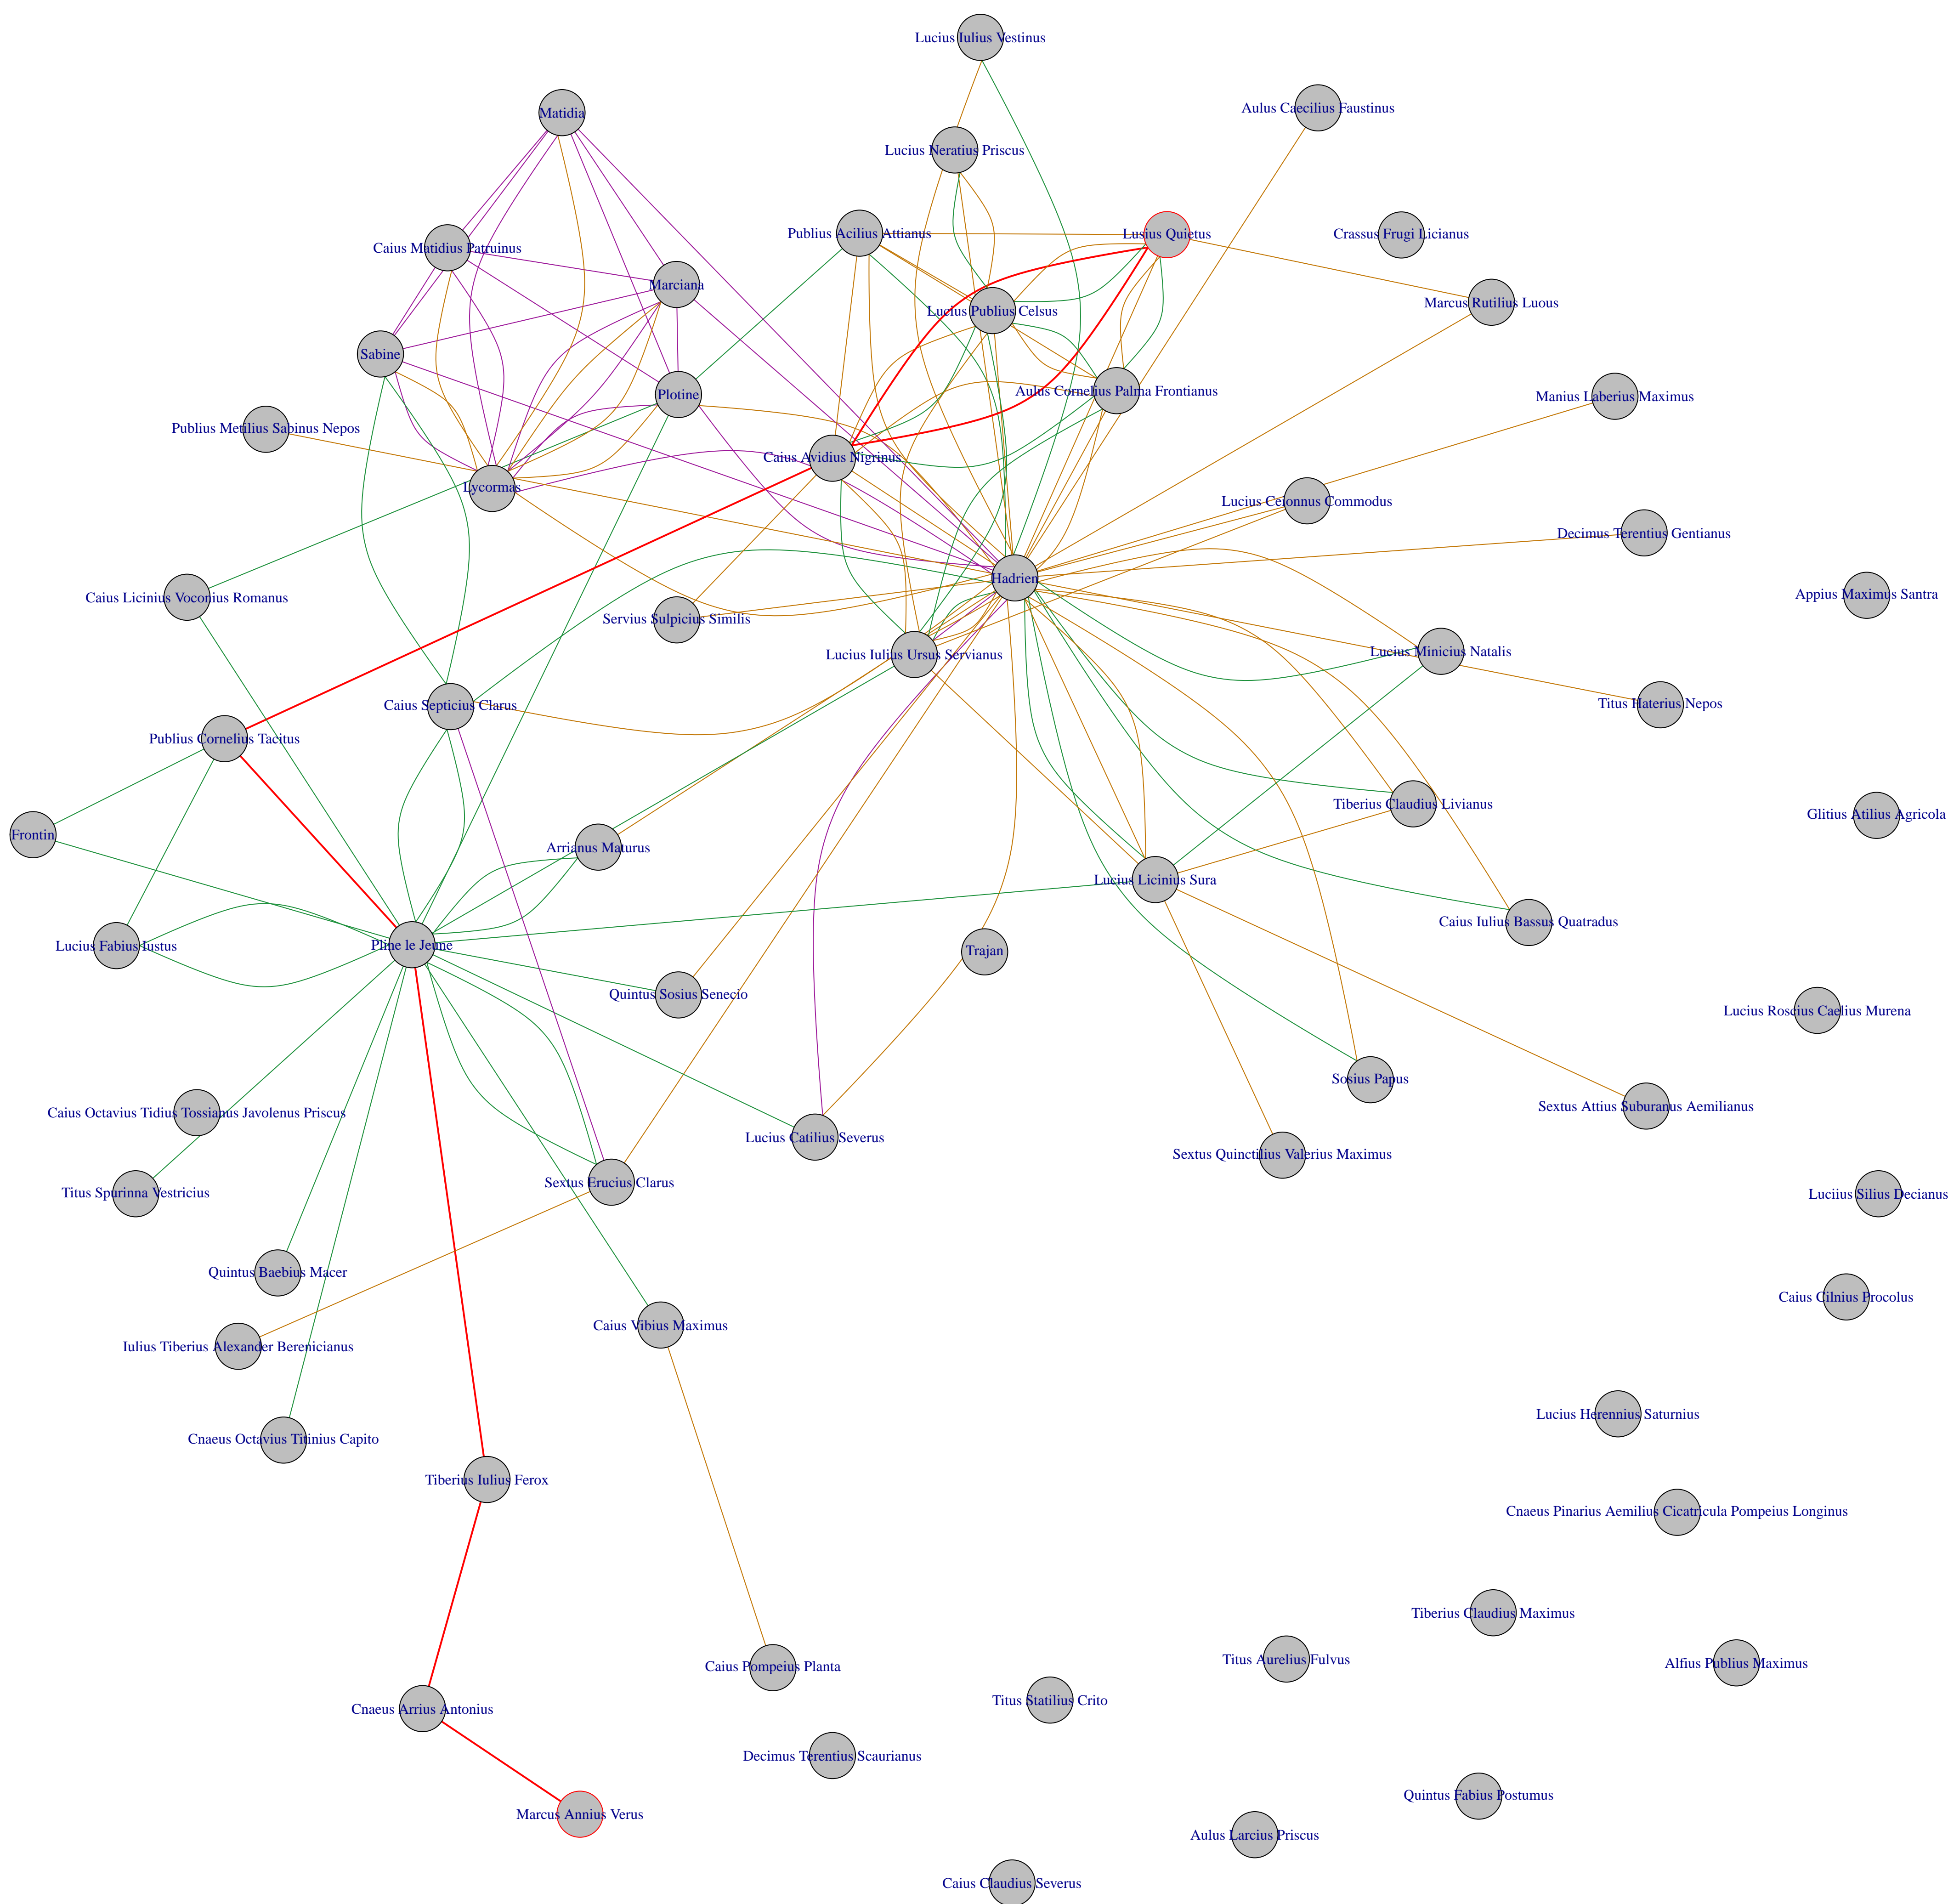 Lucius Iulius Vestinus
Aulus Caecilius Faustinus
Matidia
Lucius Neratius Priscus
Publius Acilius Attianus
Lusius Quietus
Crassus Frugi Licianus
Caius Matidius Patruinus
Marciana
Marcus Rutilius Luous
Lucius Publius Celsus
Sabine
Plotine
Aulus Cornelius Palma Frontianus
Manius Laberius Maximus
Publius Metilius Sabinus Nepos
Caius Avidius Nigrinus
Lycormas
Lucius Ceionnus Commodus
Decimus Terentius Gentianus
Hadrien
Appius Maximus Santra
Caius Licinius Voconius Romanus
Servius Sulpicius Similis
Lucius Iulius Ursus Servianus
Lucius Minicius Natalis
Caius Septicius Clarus
Titus Haterius Nepos
Publius Cornelius Tacitus
Tiberius Claudius Livianus
Glitius Atilius Agricola
Frontin
Arrianus Maturus
Lucius Licinius Sura
Caius Iulius Bassus Quatradus
Lucius Fabius Iustus
Pline le Jeune
Trajan
Quintus Sosius Senecio
Lucius Roscius Caelius Murena
Sosius Papus
Sextus Attius Suburanus Aemilianus
Caius Octavius Tidius Tossianus Javolenus Priscus
Lucius Catilius Severus
Sextus Quinctilius Valerius Maximus
Sextus Erucius Clarus
Titus Spurinna Vestricius
Luciius Silius Decianus
Quintus Baebius Macer
Caius Cilnius Procolus
Caius Vibius Maximus
Iulius Tiberius Alexander Berenicianus
Lucius Herennius Saturnius
Cnaeus Octavius Titinius Capito
Tiberius Iulius Ferox
Cnaeus Pinarius Aemilius Cicatricula Pompeius Longinus
Tiberius Claudius Maximus
Titus Aurelius Fulvus
Alfius Publius Maximus
Caius Pompeius Planta
Titus Statilius Crito
Cnaeus Arrius Antonius
Decimus Terentius Scaurianus
Quintus Fabius Postumus
Marcus Annius Verus
Aulus Larcius Priscus
Caius Claudius Severus